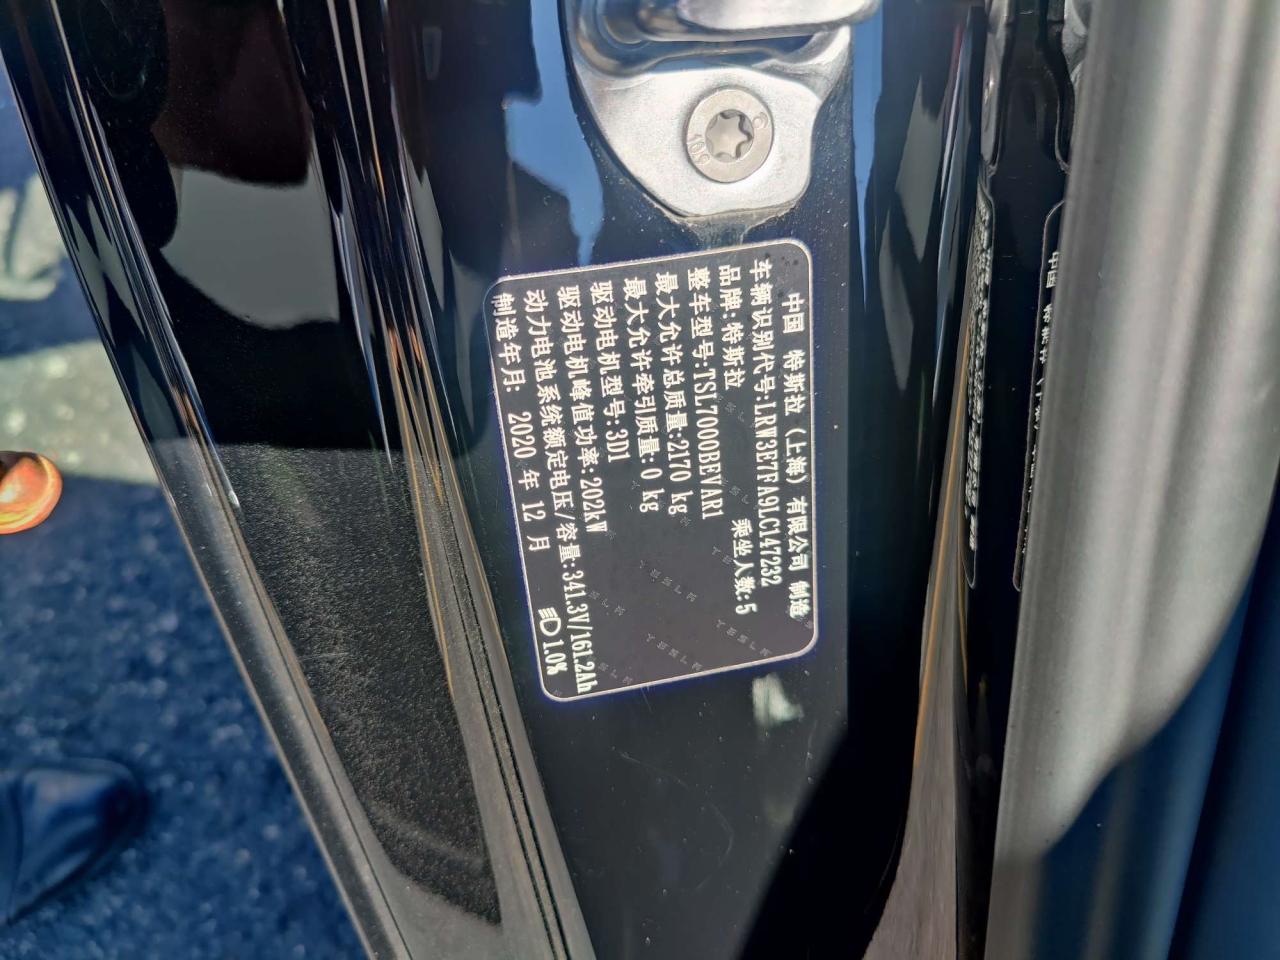 中国 特斯拉（上海）有限公司 制造
车辆识别代号:LRW3E7FA9LC147232
品牌:特斯拉 乘坐人数:5
整车型号:TSL7000BEVAR1
最大允许总质量:2170 kg
最大允许牵引质量: 0 kg
驱动电机型号:3D1
驱动电机峰值功率:202kW
动力电池系统额定电压/容量:341.3V/161.2Ah
制造年月: 2020 年 12 月 1.0%